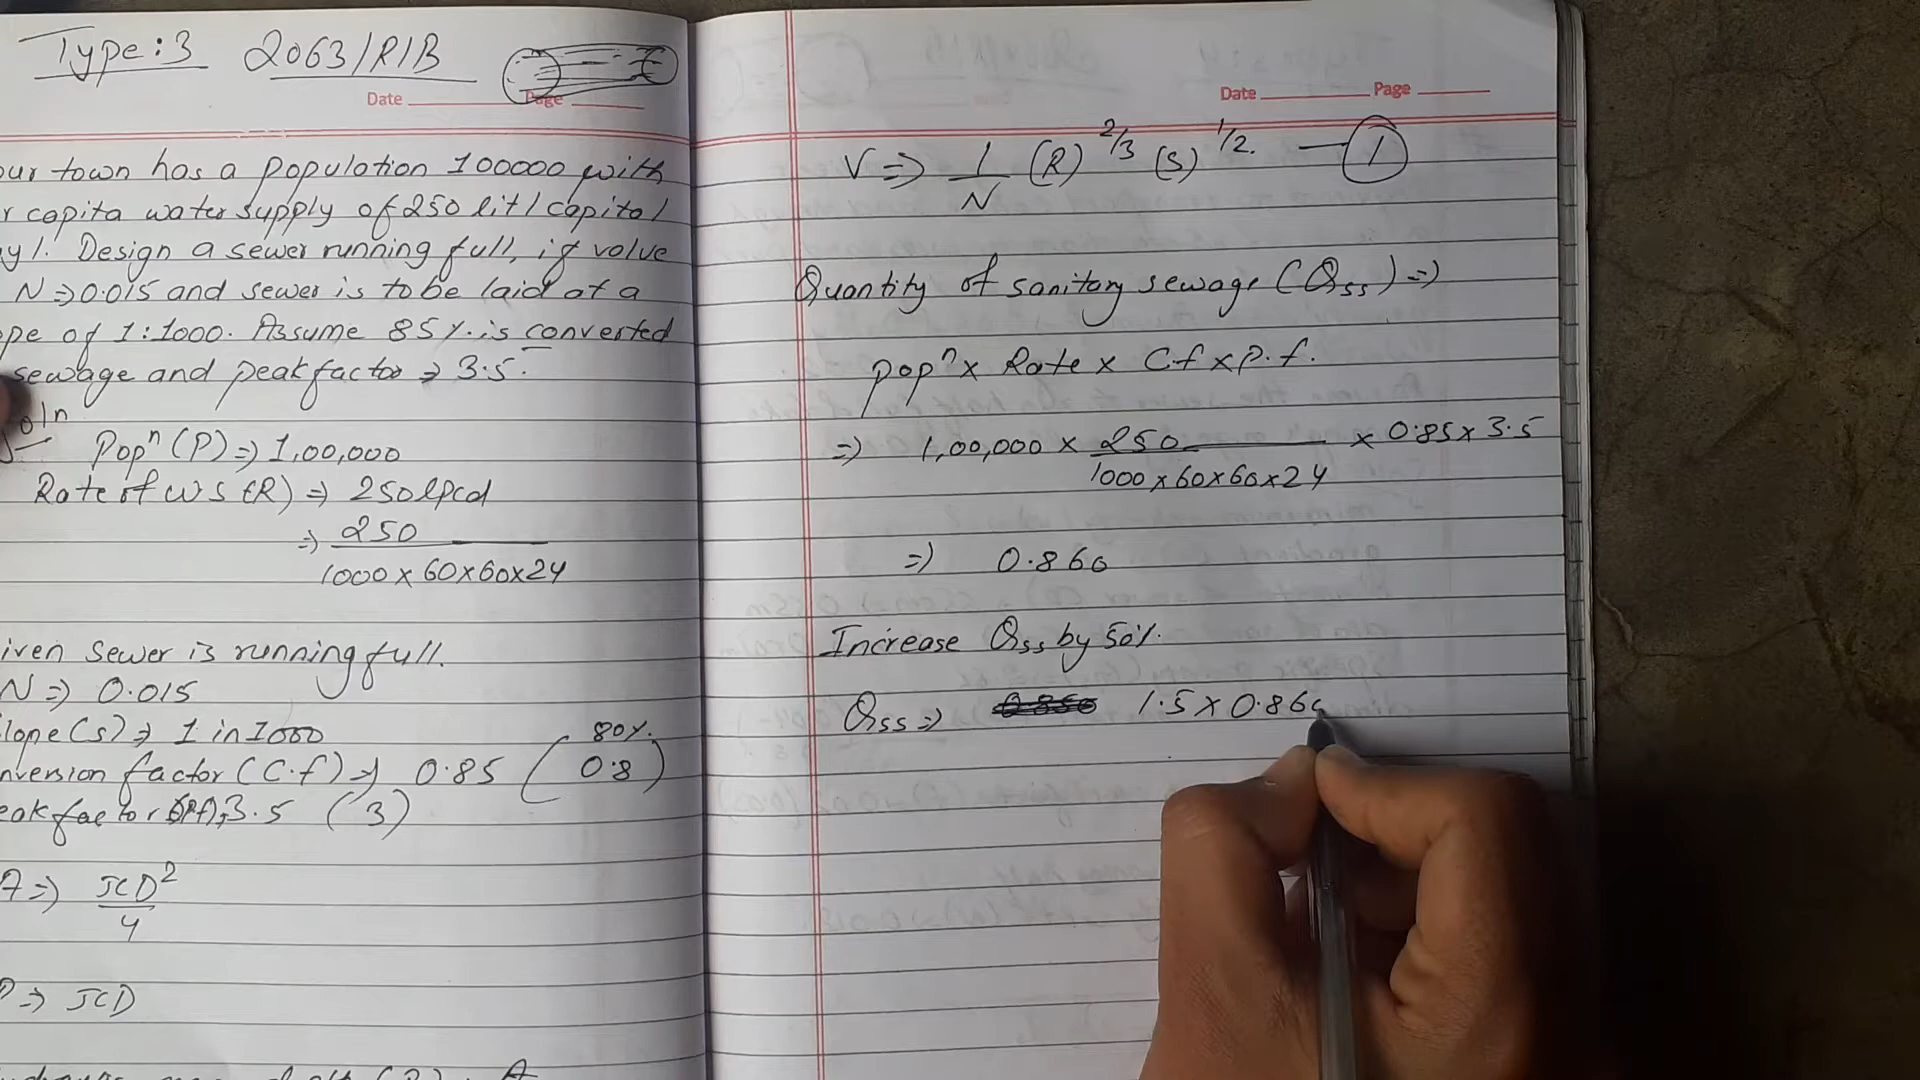 Type:3 2063/R/B
Date Page
our town has a population 100000 with
capita water supply of 250 lit/capital
y/. Design a sewer running full, if value
N⇒0.015 and sewer is to be laid at a
pe of 1:1000. Assume 85%. is converted
sewage and peak factor ⇒ 3.5.
Popⁿ (P) ⇒ 1,00,000
Rate of WS (R) ⇒ 250 lpcd
⇒ 250
1000 × 60×60×24
iven sewer is running full.
N ⇒ 0.015
lope (s) ⇒ 1 in 1000
80%.
nversion factor (C.f) ⇒ 0.85 (0.8)
eak factor (P.f) ⇒ 3.5 (3)
A ⇒ πD²
4
P ⇒ πD
Date Page
V ⇒ 1/N (R)^2/3 (S)^1/2. — 1
Quantity of sanitary sewage (Qss) ⇒
popⁿ × Rate × C.f × P.f.
⇒ 1,00,000 × 250 × 0.85 × 3.5
1000 × 60×60×24
⇒ 0.860
Increase Qss by 50%.
Qss ⇒ 1.5 × 0.860